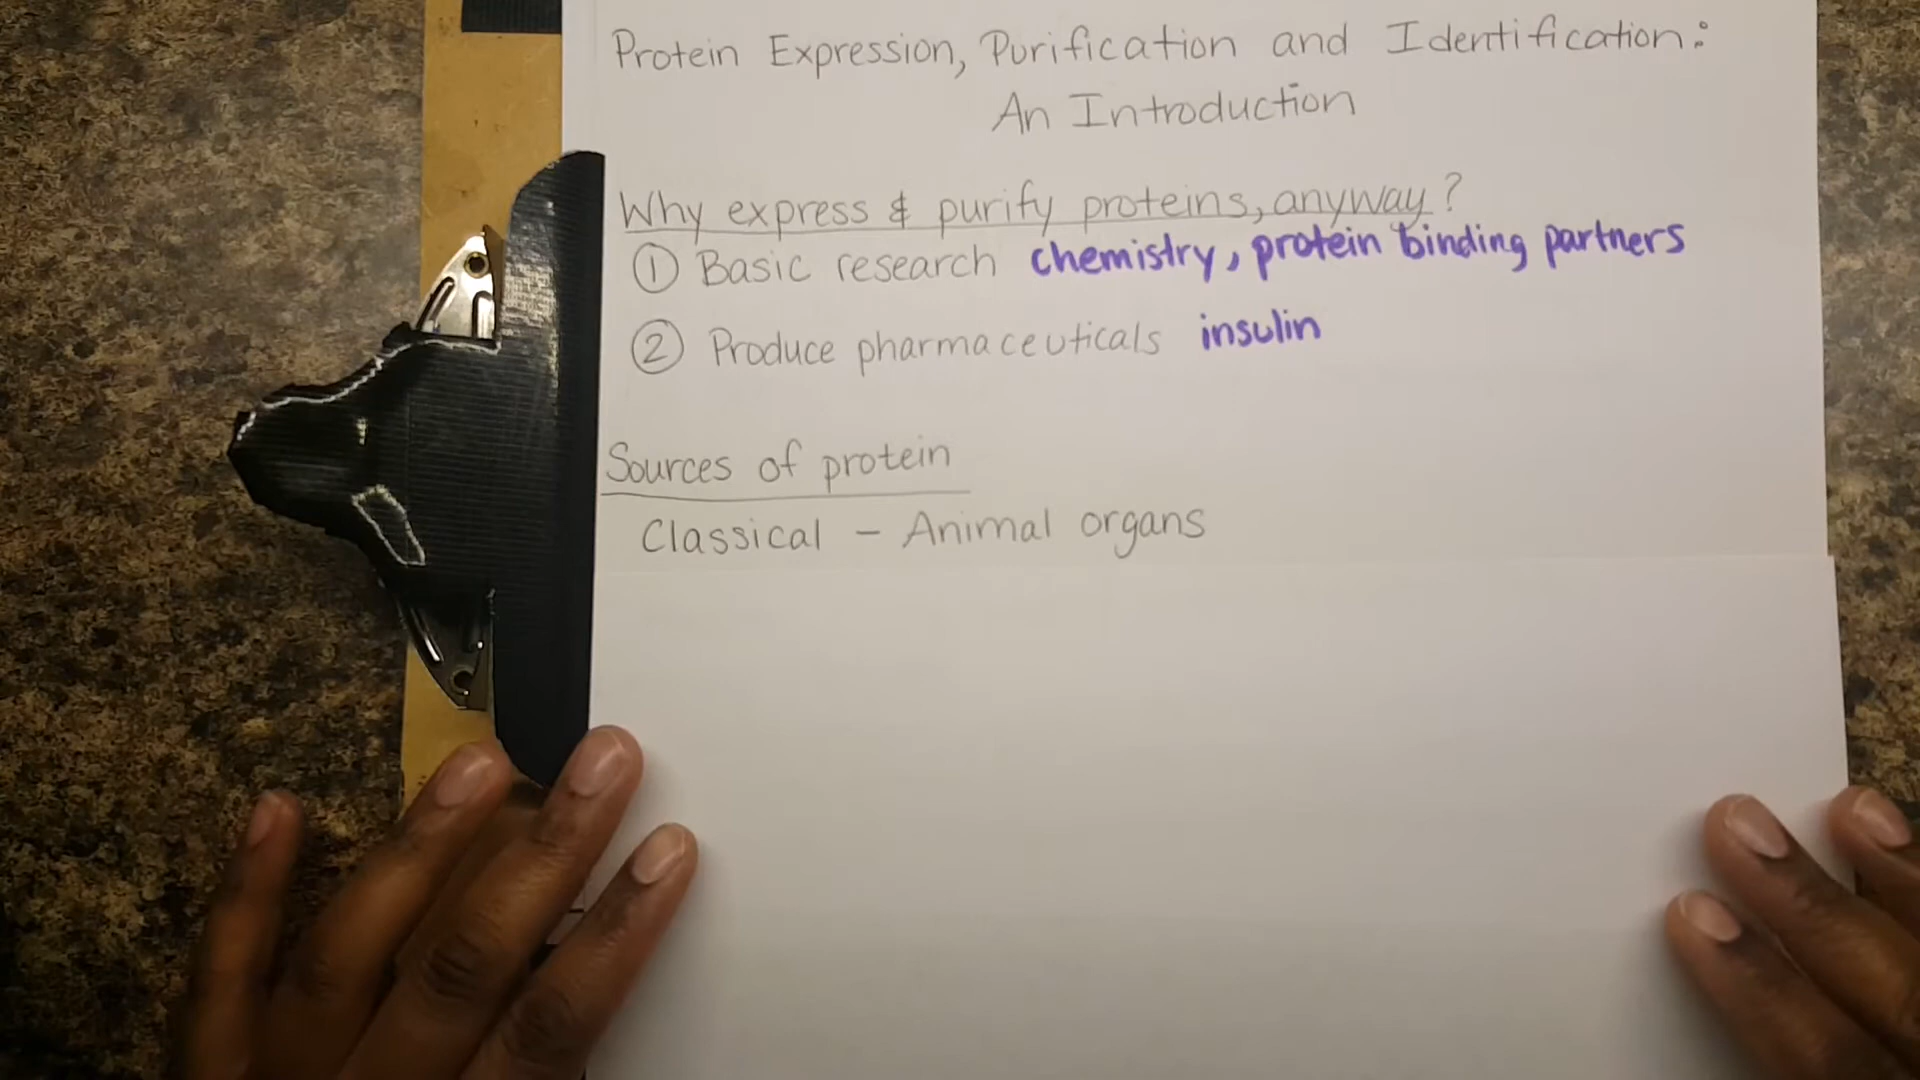 Protein Expression, Purification and Identification:
An Introduction
Why express & purify proteins, anyway?
① Basic research chemistry, protein binding partners
② Produce pharmaceuticals insulin
Sources of protein
Classical - Animal organs